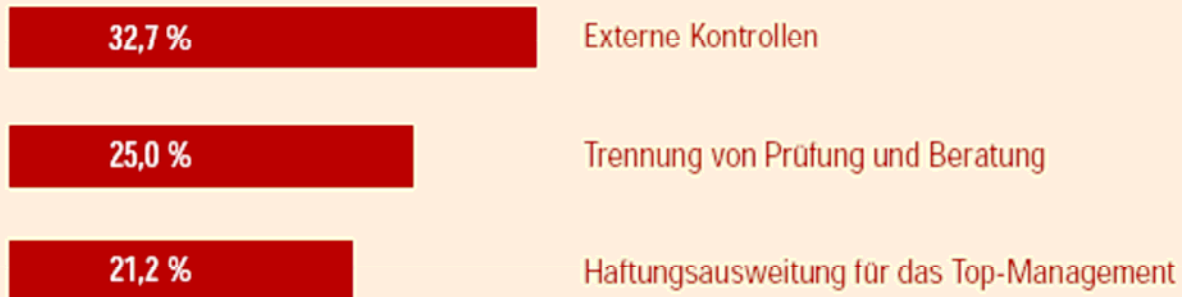 32,7 % Externe Kontrollen
25,0 % Trennung von Prüfung und Beratung
21,2 % Haftungsausweitung für das Top-Management